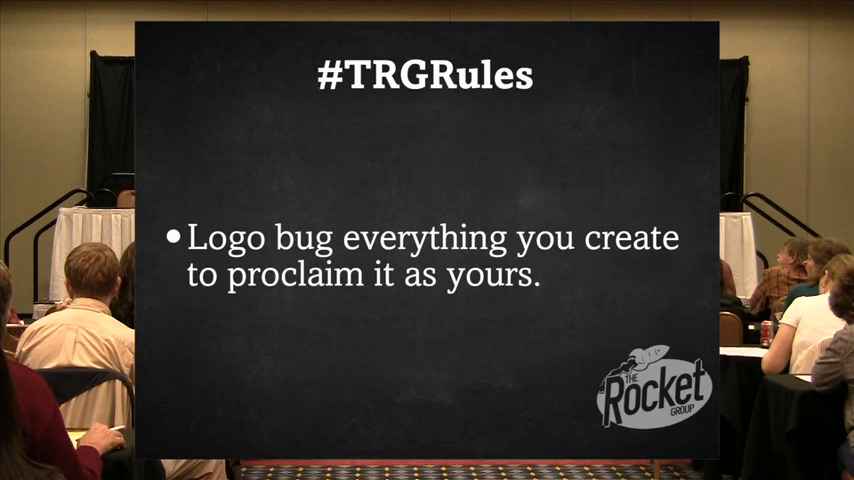 #TRGRules
•Logo bug everything you create
to proclaim it as yours.
THE
Rocket
GROUP